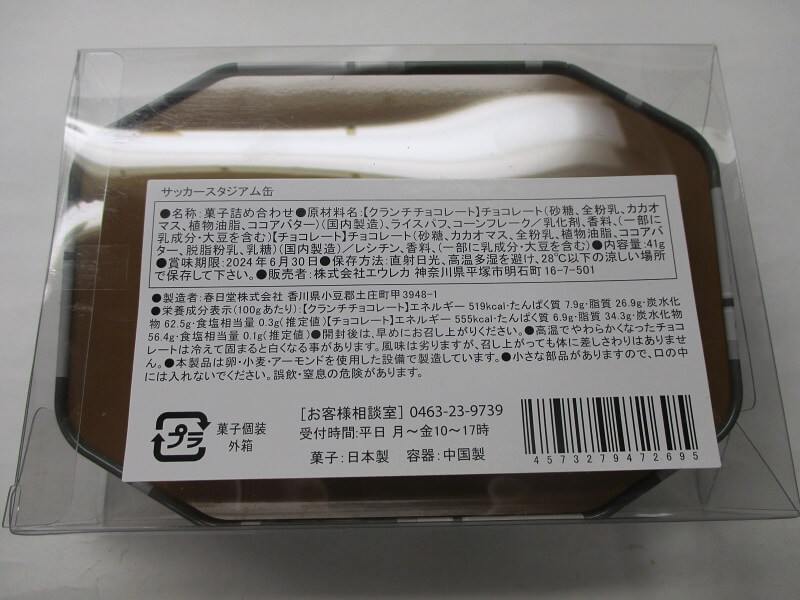 サッカースタジアム缶
●名称:菓子詰め合わせ●原材料名:【クランチチョコレート】チョコレート(砂糖、全粉乳、カカオ
マス、植物油脂、ココアバター)(国内製造)、ライスパフ、コーンフレーク/乳化剤、香料、(一部に
乳成分・大豆を含む)【チョコレート】チョコレート(砂糖、カカオマス、全粉乳、植物油脂、ココアバ
ター、脱脂粉乳、乳糖)(国内製造)/レシチン、香料、(一部に乳成分・大豆を含む)●内容量:41g
●賞味期限:2024年6月30日●保存方法:直射日光、高温多湿を避け、28℃以下の涼しい場所
で保存して下さい。●販売者:株式会社エウレカ 神奈川県平塚市明石町16-7-501
●製造者:春日堂株式会社 香川県小豆郡土庄町甲3948-1
●栄養成分表示(100gあたり):【クランチチョコレート】エネルギー 519kcal・たんぱく質 7.9g・脂質 26.9g・炭水化
物 62.5g・食塩相当量 0.3g(推定値)【チョコレート】エネルギー 555kcal・たんぱく質 6.9g・脂質 34.3g・炭水化物
56.4g・食塩相当量 0.1g(推定値)●開封後は、早めにお召し上がりください。●高温でやわらかくなったチョコ
レートは冷えて固まると白くなる事があります。風味は劣りますが、召し上がっても体に差しさわりはありませ
ん。●本製品は卵・小麦・アーモンドを使用した設備で製造しています。●小さな部品がありますので、口の中
には入れないでください。誤飲・窒息の危険があります。
プラ
菓子個装
外箱
[お客様相談室] 0463-23-9739
受付時間:平日 月〜金10〜17時
菓子:日本製 容器:中国製
4573279472695